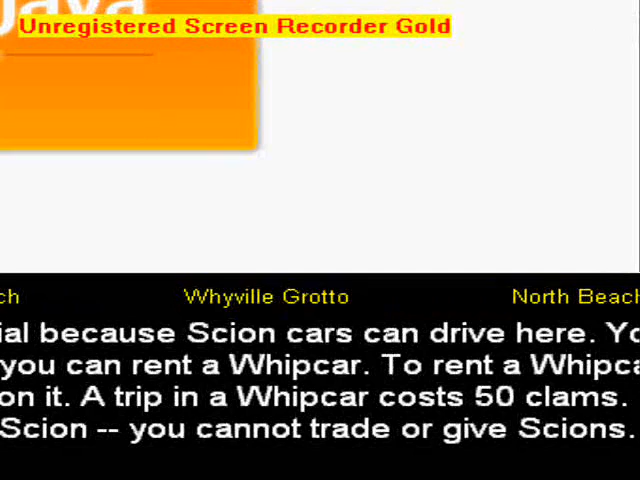 Java
Unregistered Screen Recorder Gold
ch Whyville Grotto North Beach
ial because Scion cars can drive here. Yo
you can rent a Whipcar. To rent a Whipca
on it. A trip in a Whipcar costs 50 clams.
Scion -- you cannot trade or give Scions.